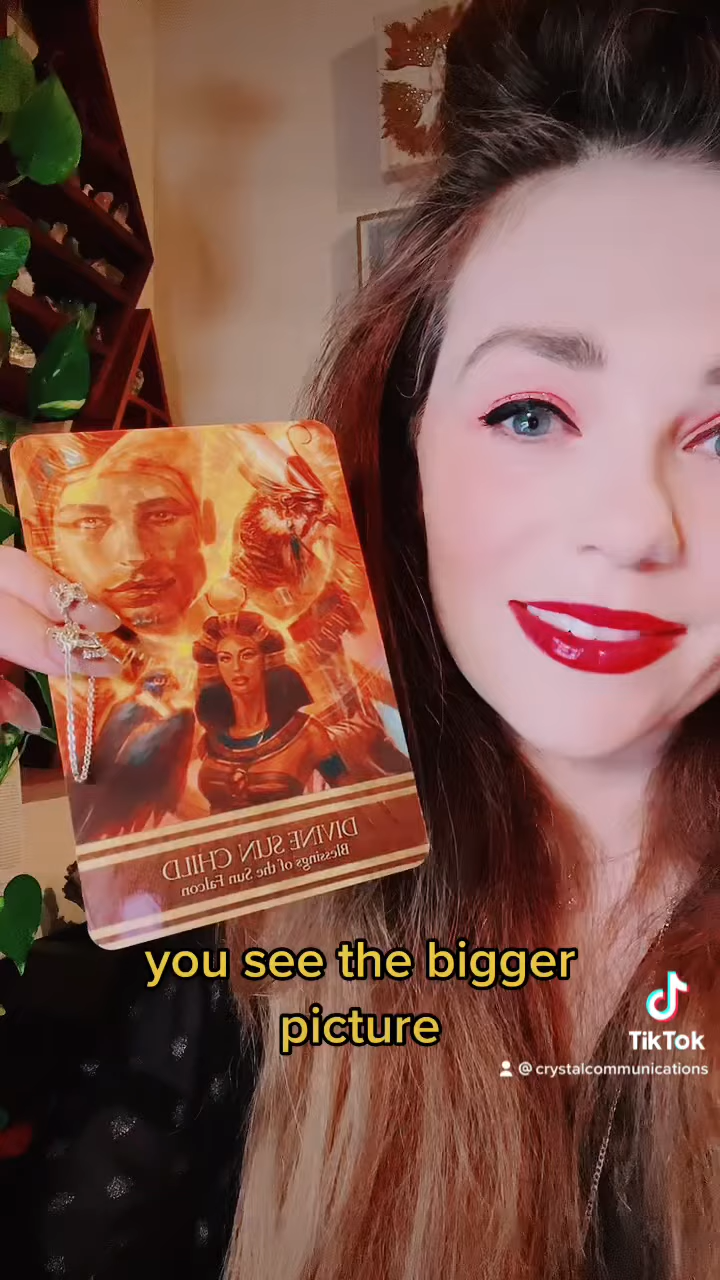 DIVINE SUN CHILD
Blessings of the Sun Falcon
you see the bigger
picture
TikTok
@crystalcommunications